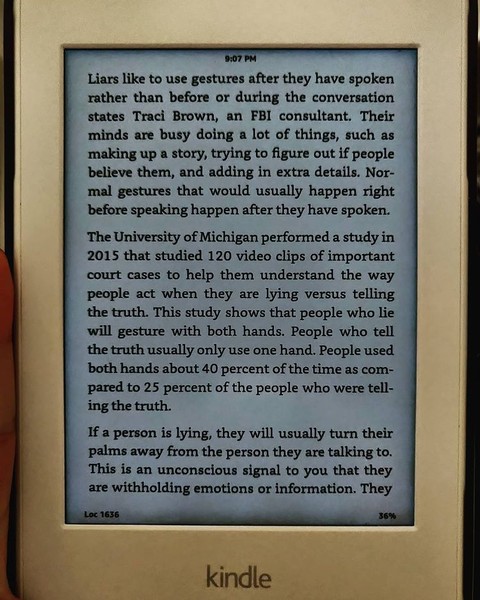 9:07 PM
Liars like to use gestures after they have spoken
rather than before or during the conversation
states Traci Brown, an FBI consultant. Their
minds are busy doing a lot of things, such as
making up a story, trying to figure out if people
believe them, and adding in extra details. Nor-
mal gestures that would usually happen right
before speaking happen after they have spoken.
The University of Michigan performed a study in
2015 that studied 120 video clips of important
court cases to help them understand the way
people act when they are lying versus telling
the truth. This study shows that people who lie
will gesture with both hands. People who tell
the truth usually only use one hand. People used
both hands about 40 percent of the time as com-
pared to 25 percent of the people who were tell-
ing the truth.
If a person is lying, they will usually turn their
palms away from the person they are talking to.
This is an unconscious signal to you that they
are withholding emotions or information. They
Loc 1636 36%
kindle